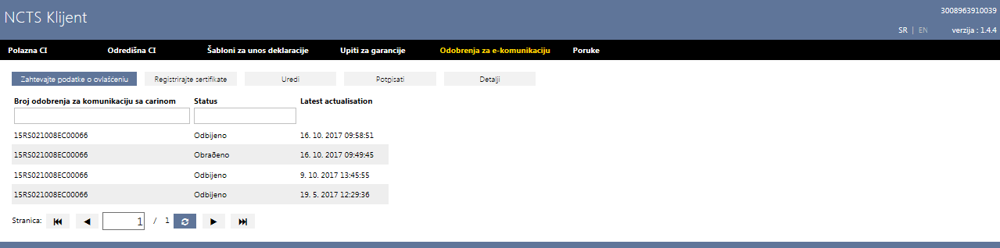 NCTS Klijent
3008963910039
SR | EN verzija : 1.4.4
Polazna CI Odredišna CI Šabloni za unos deklaracije Upiti za garancije Odobrenja za e-komunikaciju Poruke
Zahtevajte podatke o ovlašćeniu Registrirajte sertifikate Uredi Potpisati Detalji
Broj odobrenja za komunikaciju sa carinom Status Latest actualisation
15RS021008EC00066 Odbijeno 16. 10. 2017 09:58:51
15RS021008EC00066 Obraðeno 16. 10. 2017 09:49:45
15RS021008EC00066 Odbijeno 9. 10. 2017 13:45:55
15RS021008EC00066 Odbijeno 19. 5. 2017 12:29:36
Stranica: 1 / 1